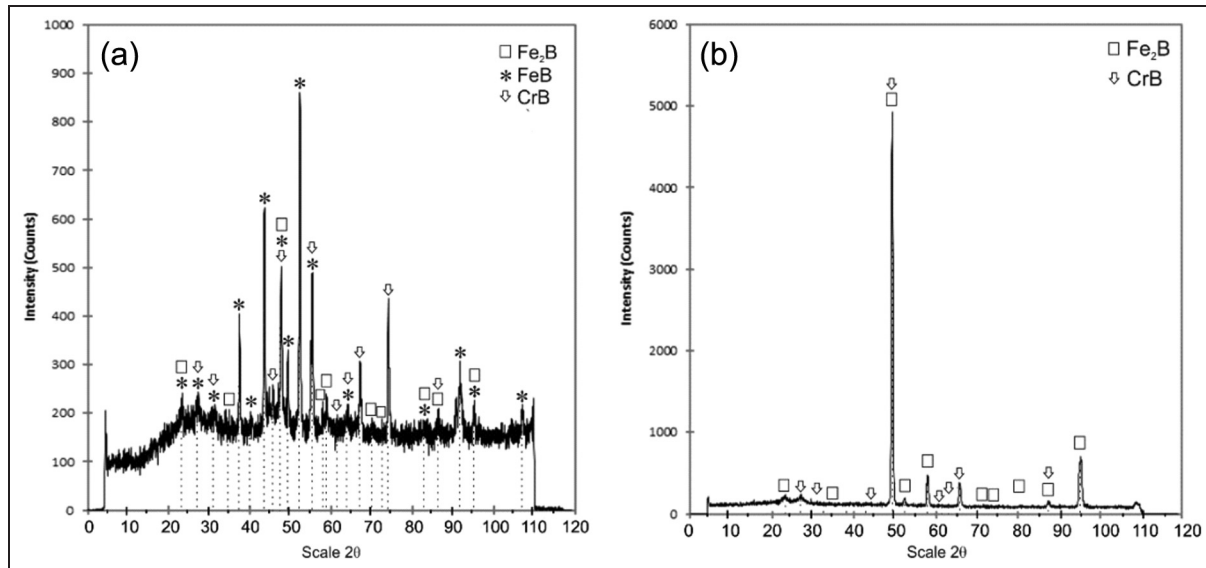 (a)
Fe₂B
* FeB
CrB
1000
900
800
700
600
500
400
300
200
100
0
Intensity (Counts)
0 10 20 30 40 50 60 70 80 90 100 110 120
Scale 2θ
(b)
Fe₂B
CrB
6000
5000
4000
3000
2000
1000
0
Intensity (Counts)
0 10 20 30 40 50 60 70 80 90 100 110 120
Scale 2θ